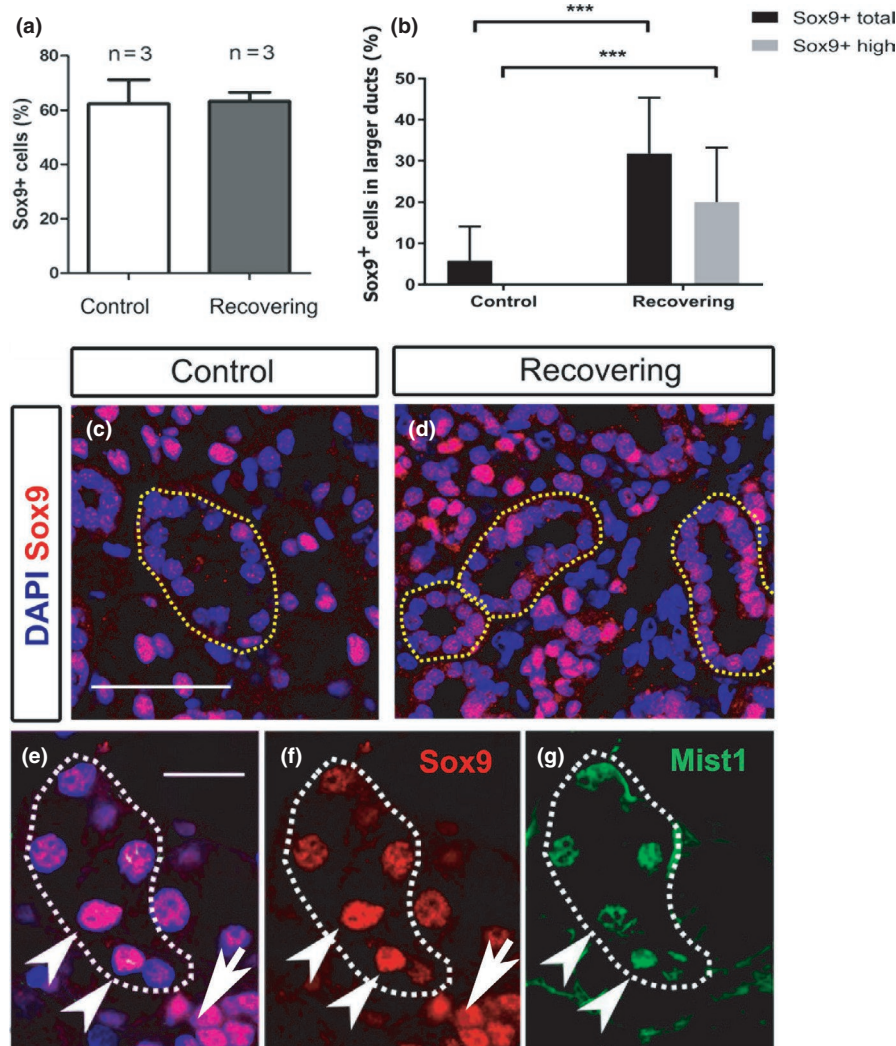 (a)
n = 3 n = 3
Sox9+ cells (%)
80
60
40
20
0
Control Recovering
(b)
*** 
***
Sox9+ total
Sox9+ high
Sox9+ cells in larger ducts (%)
50
40
30
20
10
0
Control Recovering
Control Recovering
DAPI Sox9
(c) (d)
(e) (f) Sox9 (g) Mist1